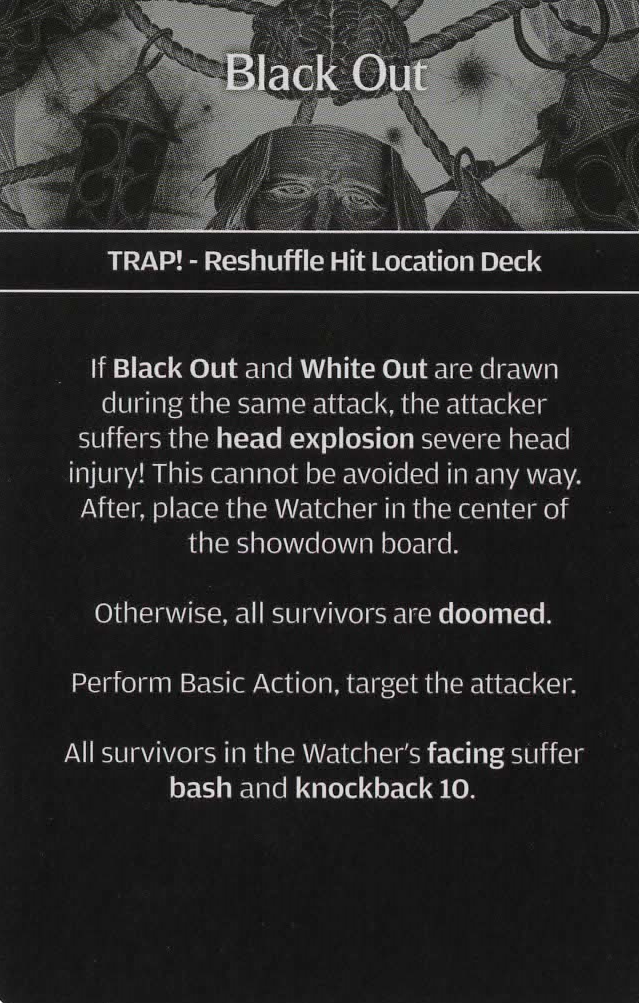 Black Out
TRAP! - Reshuffle Hit Location Deck
If Black Out and White Out are drawn
during the same attack, the attacker
suffers the head explosion severe head
injury! This cannot be avoided in any way.
After, place the Watcher in the center of
the showdown board.
Otherwise, all survivors are doomed.
Perform Basic Action, target the attacker.
All survivors in the Watcher's facing suffer
bash and knockback 10.